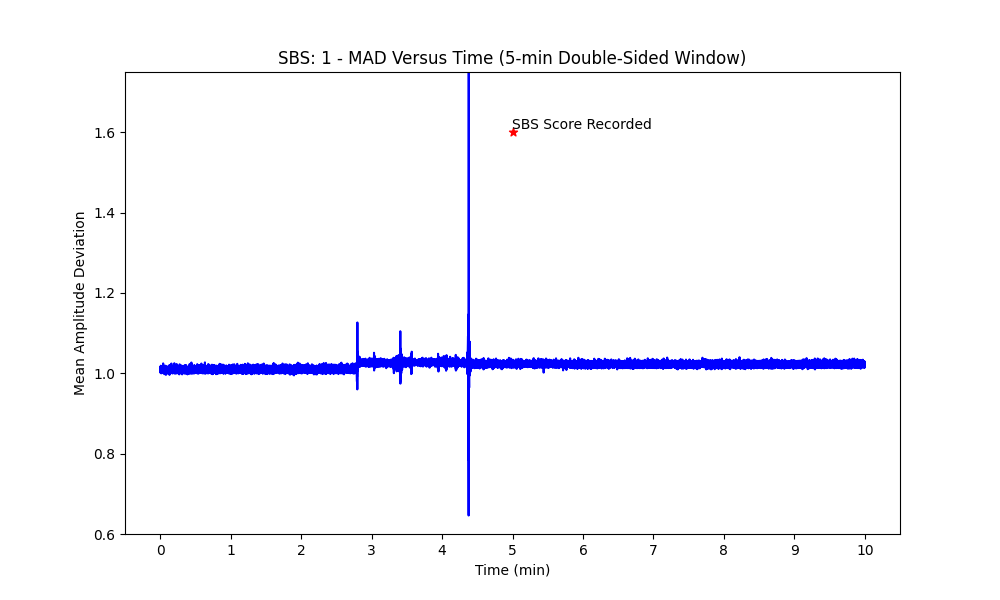 SBS: 1 - MAD Versus Time (5-min Double-Sided Window)
SBS Score Recorded
Mean Amplitude Deviation
1.6
1.4
1.2
1.0
0.8
0.6
0 1 2 3 4 5 6 7 8 9 10
Time (min)